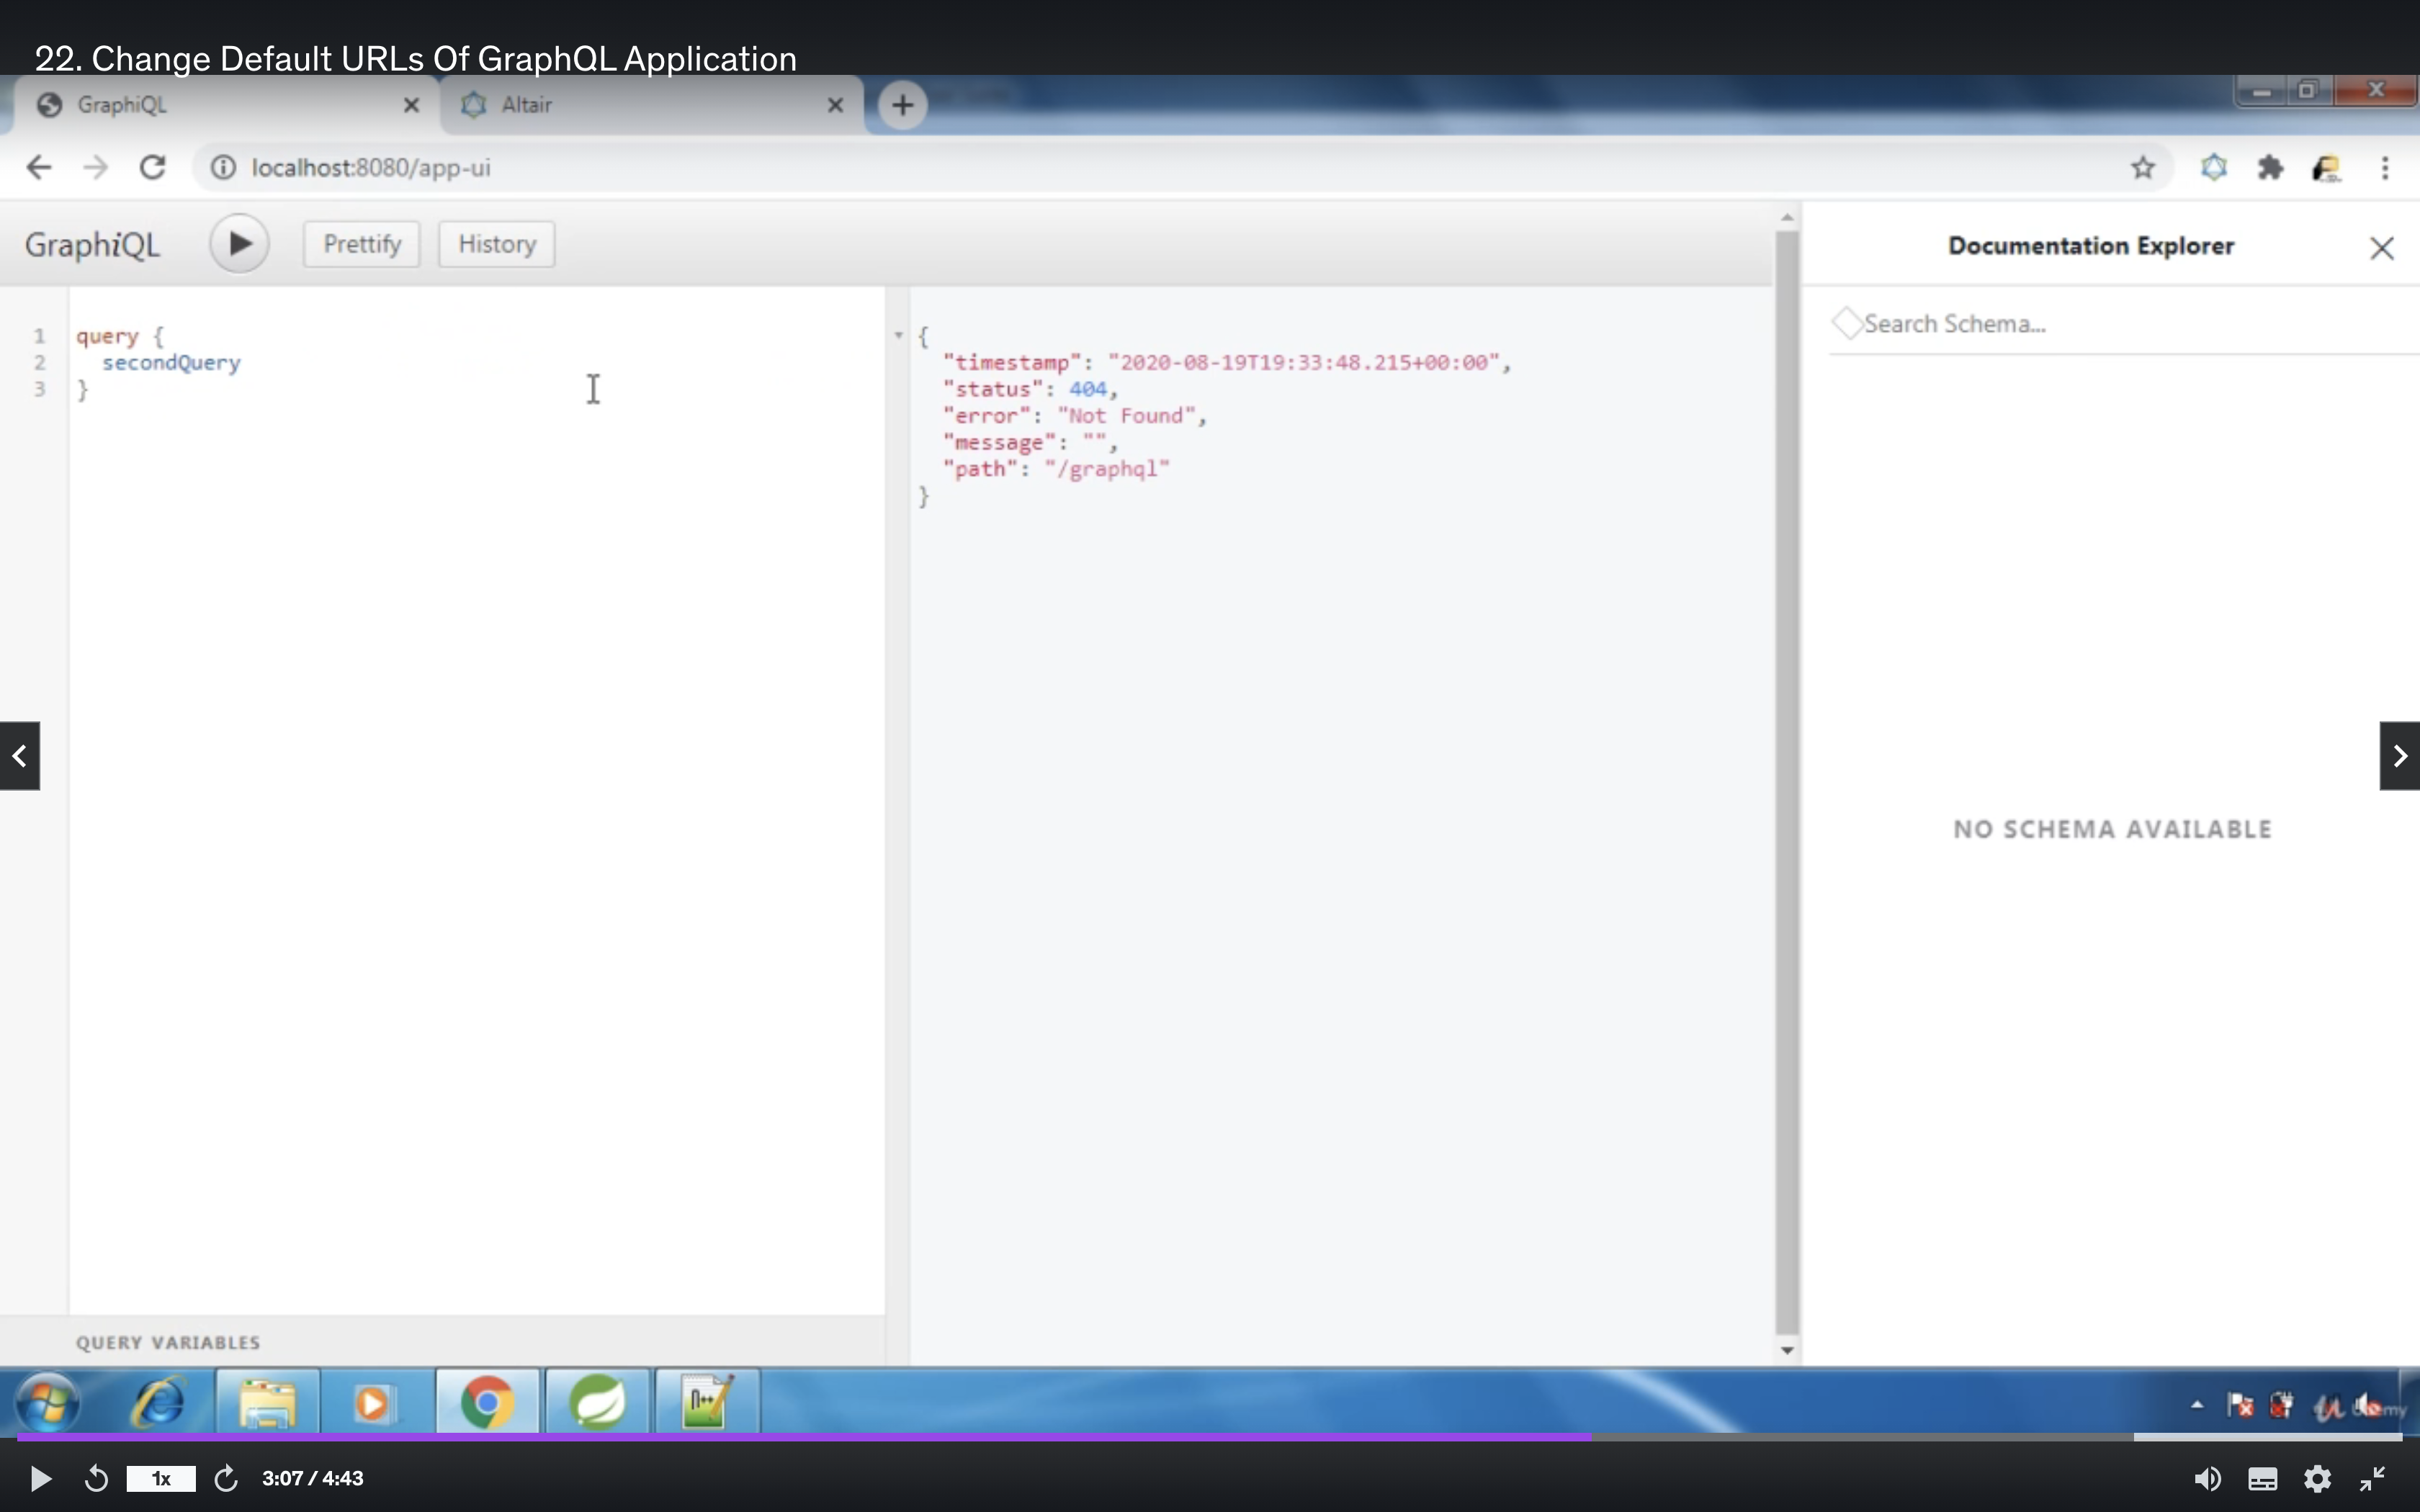 22. Change Default URLs Of GraphQL Application
GraphiQL
Altair
localhost:8080/app-ui
GraphiQL
Prettify
History
Documentation Explorer
Search Schema...
1 query {
2 secondQuery
3 }
{
"timestamp": "2020-08-19T19:33:48.215+00:00",
"status": 404,
"error": "Not Found",
"message": "",
"path": "/graphql"
}
NO SCHEMA AVAILABLE
QUERY VARIABLES
1x
3:07 / 4:43